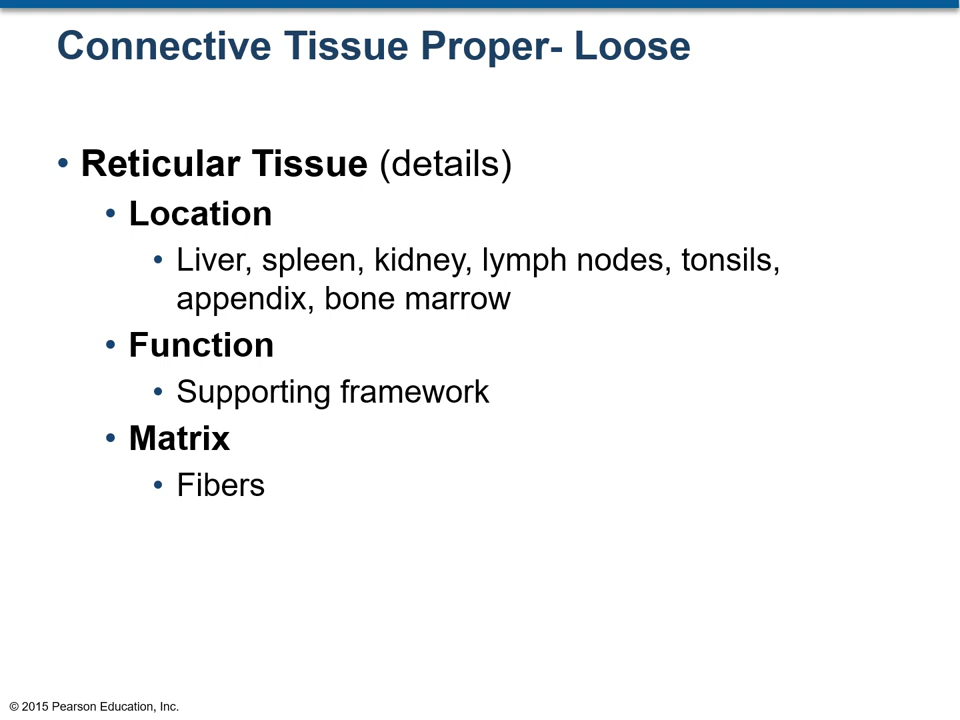 Connective Tissue Proper- Loose
• Reticular Tissue (details)
• Location
• Liver, spleen, kidney, lymph nodes, tonsils,
appendix, bone marrow
• Function
• Supporting framework
• Matrix
• Fibers
© 2015 Pearson Education, Inc.